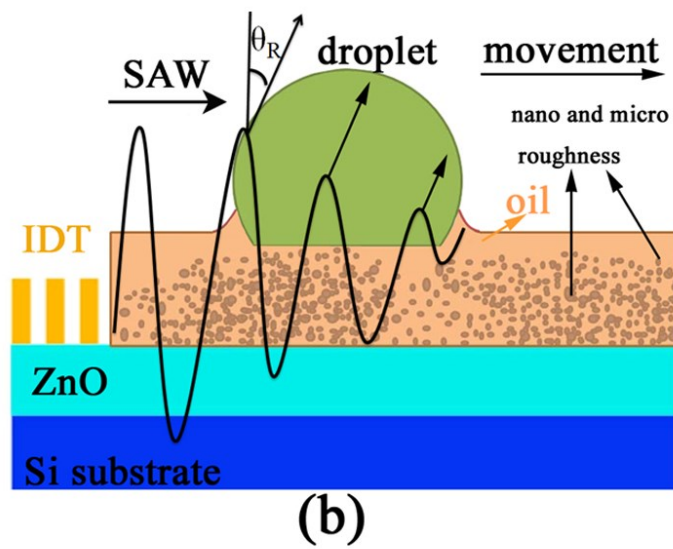 θR
droplet
movement
SAW
nano and micro
roughness
oil
IDT
ZnO
Si substrate
(b)